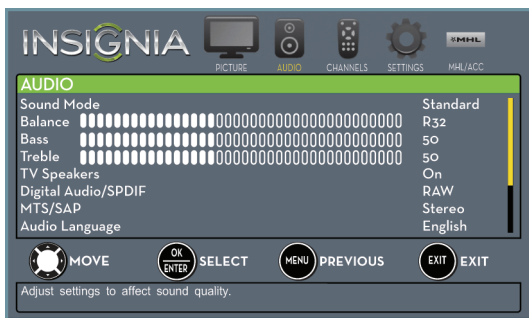 INSIGNIA
PICTURE AUDIO CHANNELS SETTINGS MHL MHL/ACC
AUDIO
Sound Mode Standard
Balance R32
Bass 50
Treble 50
TV Speakers On
Digital Audio/SPDIF RAW
MTS/SAP Stereo
Audio Language English
MOVE OK ENTER SELECT MENU PREVIOUS EXIT EXIT
Adjust settings to affect sound quality.